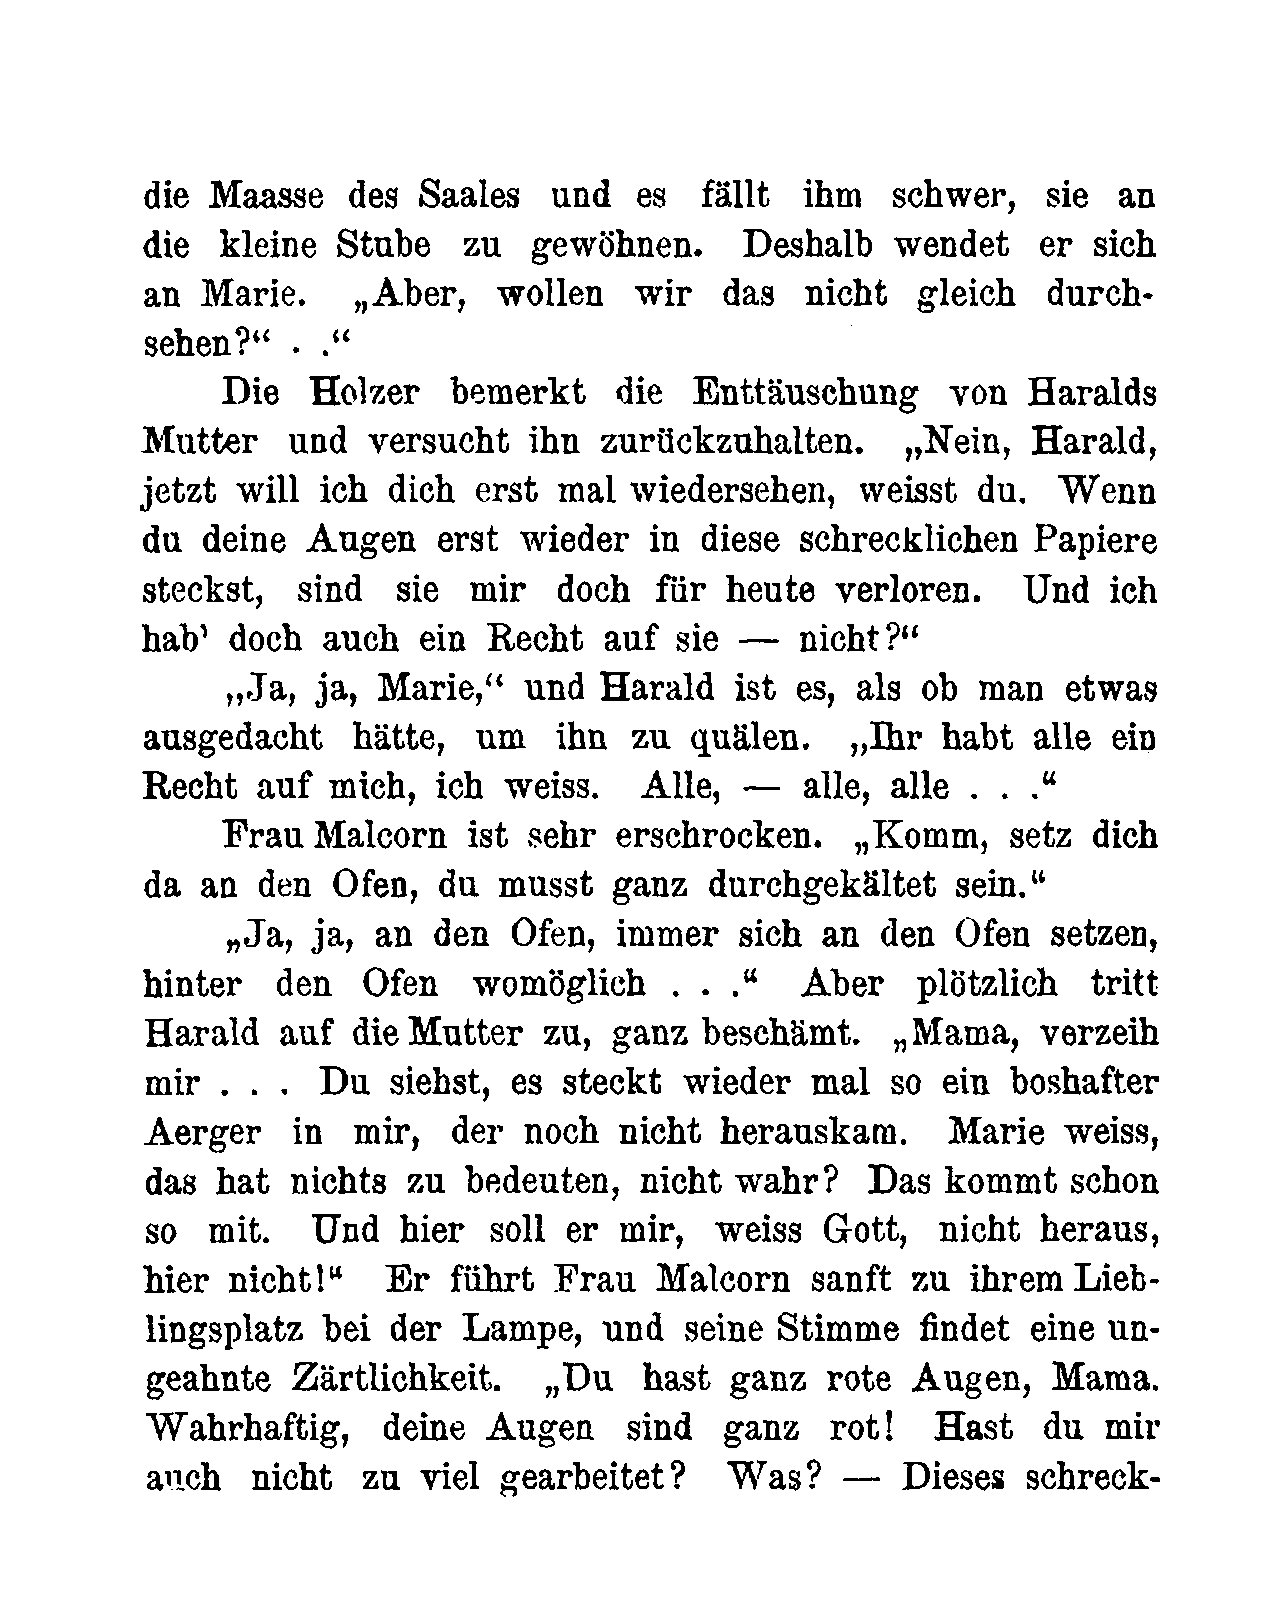 die Maasse des Saales und es fällt ihm schwer, sie an
die kleine Stube zu gewöhnen. Deshalb wendet er sich
an Marie. „Aber, wollen wir das nicht gleich durch-
sehen?“ . .“
Die Holzer bemerkt die Enttäuschung von Haralds
Mutter und versucht ihn zurückzuhalten. „Nein, Harald,
jetzt will ich dich erst mal wiedersehen, weisst du. Wenn
du deine Augen erst wieder in diese schrecklichen Papiere
steckst, sind sie mir doch für heute verloren. Und ich
hab’ doch auch ein Recht auf sie — nicht?“
„Ja, ja, Marie,“ und Harald ist es, als ob man etwas
ausgedacht hätte, um ihn zu quälen. „Ihr habt alle ein
Recht auf mich, ich weiss. Alle, — alle, alle . . .“
Frau Malcorn ist sehr erschrocken. „Komm, setz dich
da an den Ofen, du musst ganz durchgekältet sein.“
„Ja, ja, an den Ofen, immer sich an den Ofen setzen,
hinter den Ofen womöglich . . .“ Aber plötzlich tritt
Harald auf die Mutter zu, ganz beschämt. „Mama, verzeih
mir . . . Du siehst, es steckt wieder mal so ein boshafter
Aerger in mir, der noch nicht herauskam. Marie weiss,
das hat nichts zu bedeuten, nicht wahr? Das kommt schon
so mit. Und hier soll er mir, weiss Gott, nicht heraus,
hier nicht!“ Er führt Frau Malcorn sanft zu ihrem Lieb-
lingsplatz bei der Lampe, und seine Stimme findet eine un-
geahnte Zärtlichkeit. „Du hast ganz rote Augen, Mama.
Wahrhaftig, deine Augen sind ganz rot! Hast du mir
auch nicht zu viel gearbeitet? Was? — Dieses schreck-